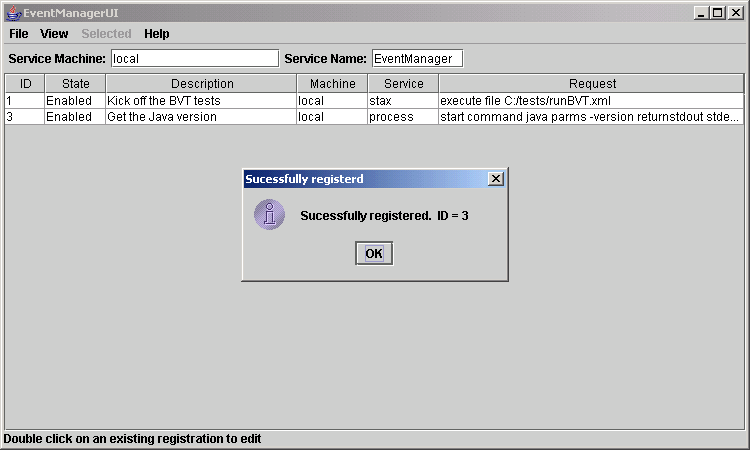 EventManagerUI
File View Selected Help
Service Machine: local Service Name: EventManager
ID State Description Machine Service Request
1 Enabled Kick off the BVT tests local stax execute file C:/tests/runBVT.xml
3 Enabled Get the Java version local process start command java parms -version returnstdout stde...
Sucessfully registerd
Sucessfully registered. ID = 3
OK
Double click on an existing registration to edit